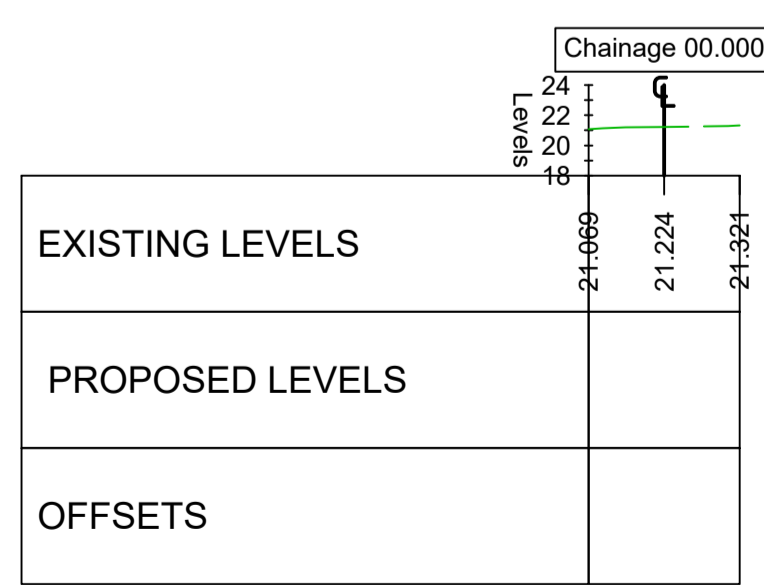 Chainage 00.000
℄
Levels
24
22
20
18
EXISTING LEVELS
21.069
21.224
21.321
PROPOSED LEVELS
OFFSETS